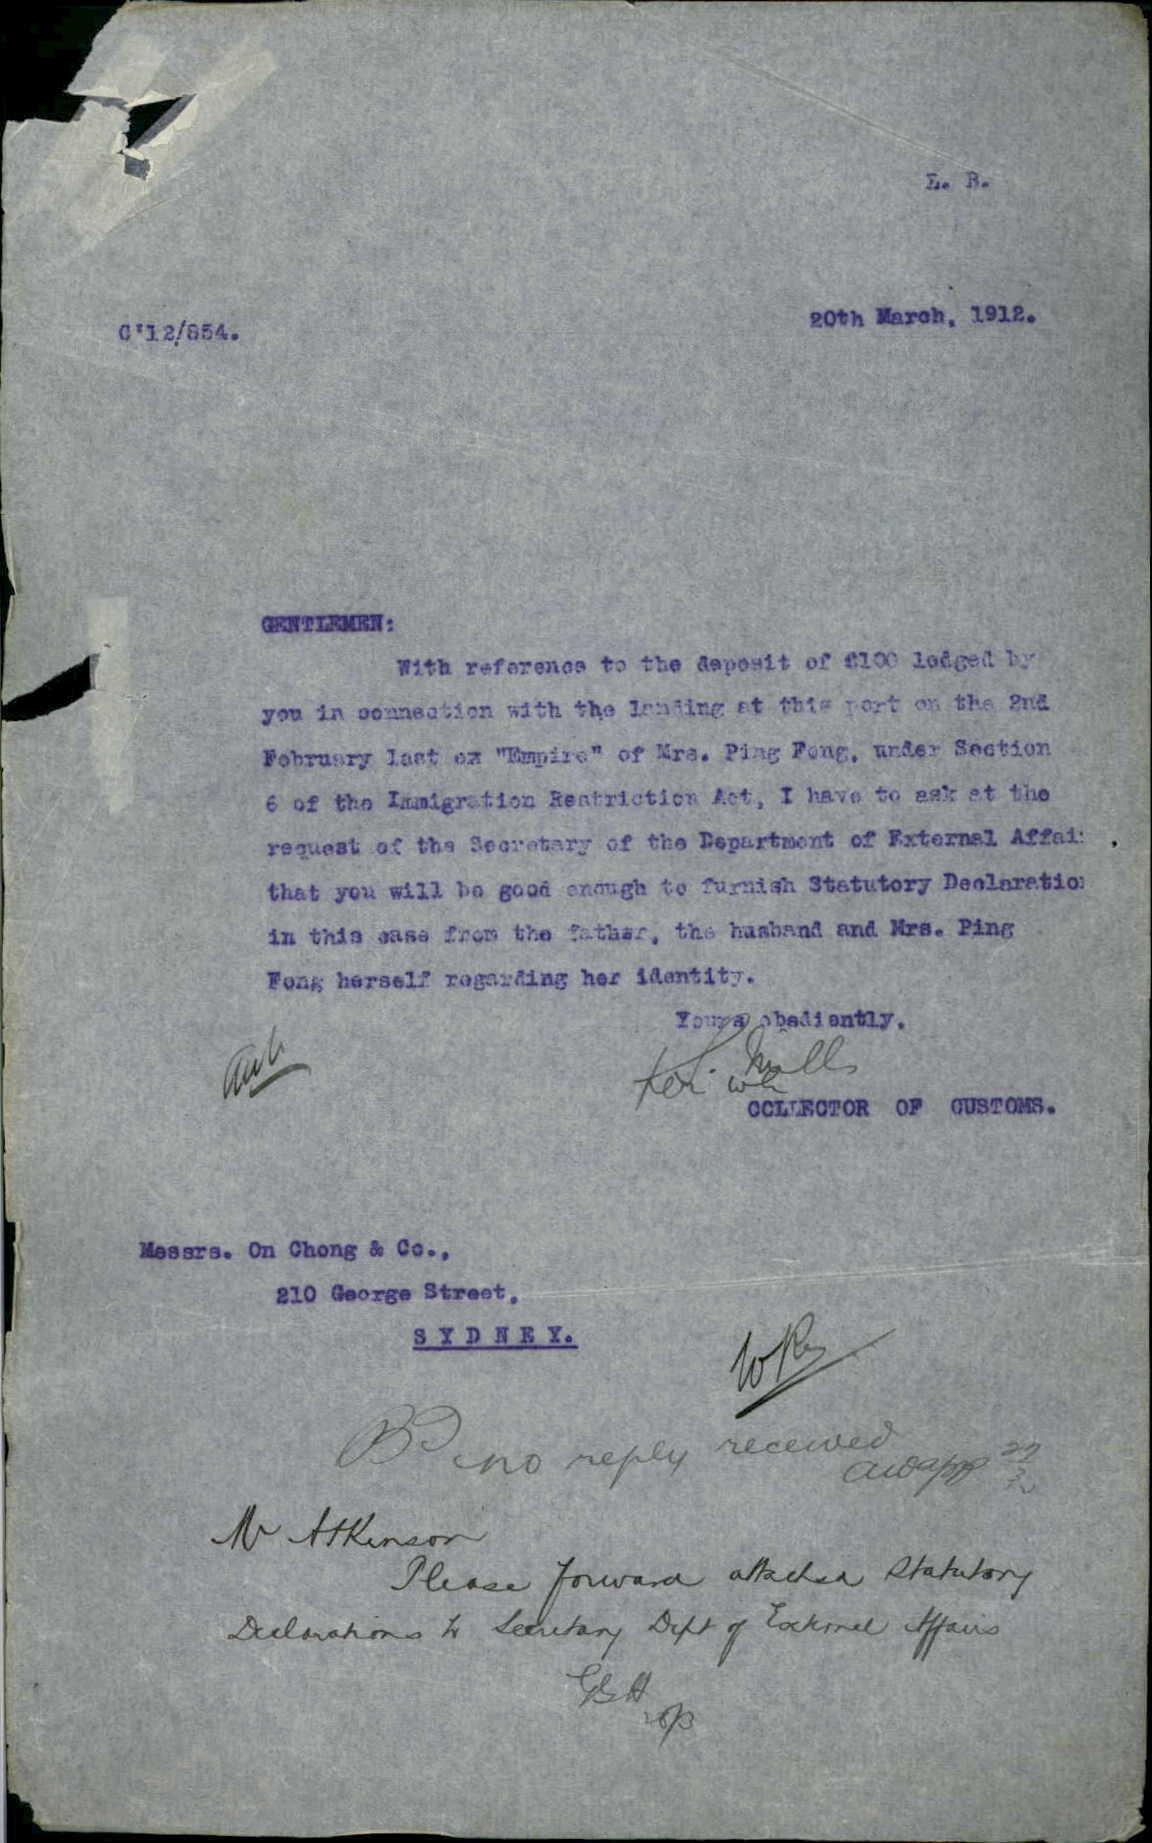 L. B.
20th March, 1912.
C'12/854.
GENTLEMEN:
With reference to the deposit of £100 lodged by
you in connection with the landing at this port on the 2nd
February last ex "Empire" of Mrs. Ping Fong, under Section
6 of the Immigration Restriction Act, I have to ask at the
request of the Secretary of the Department of External Affai
that you will be good enough to furnish Statutory Declaration
in this case from the father, the husband and Mrs. Ping
Fong herself regarding her identity.
Yours obediently,
COLLECTOR OF CUSTOMS.
Messrs. On Chong & Co.,
210 George Street,
SYDNEY.
no reply received
Mr Atkinson
Please forward attached Statutory
Declarations to Secretary Dept of External Affairs